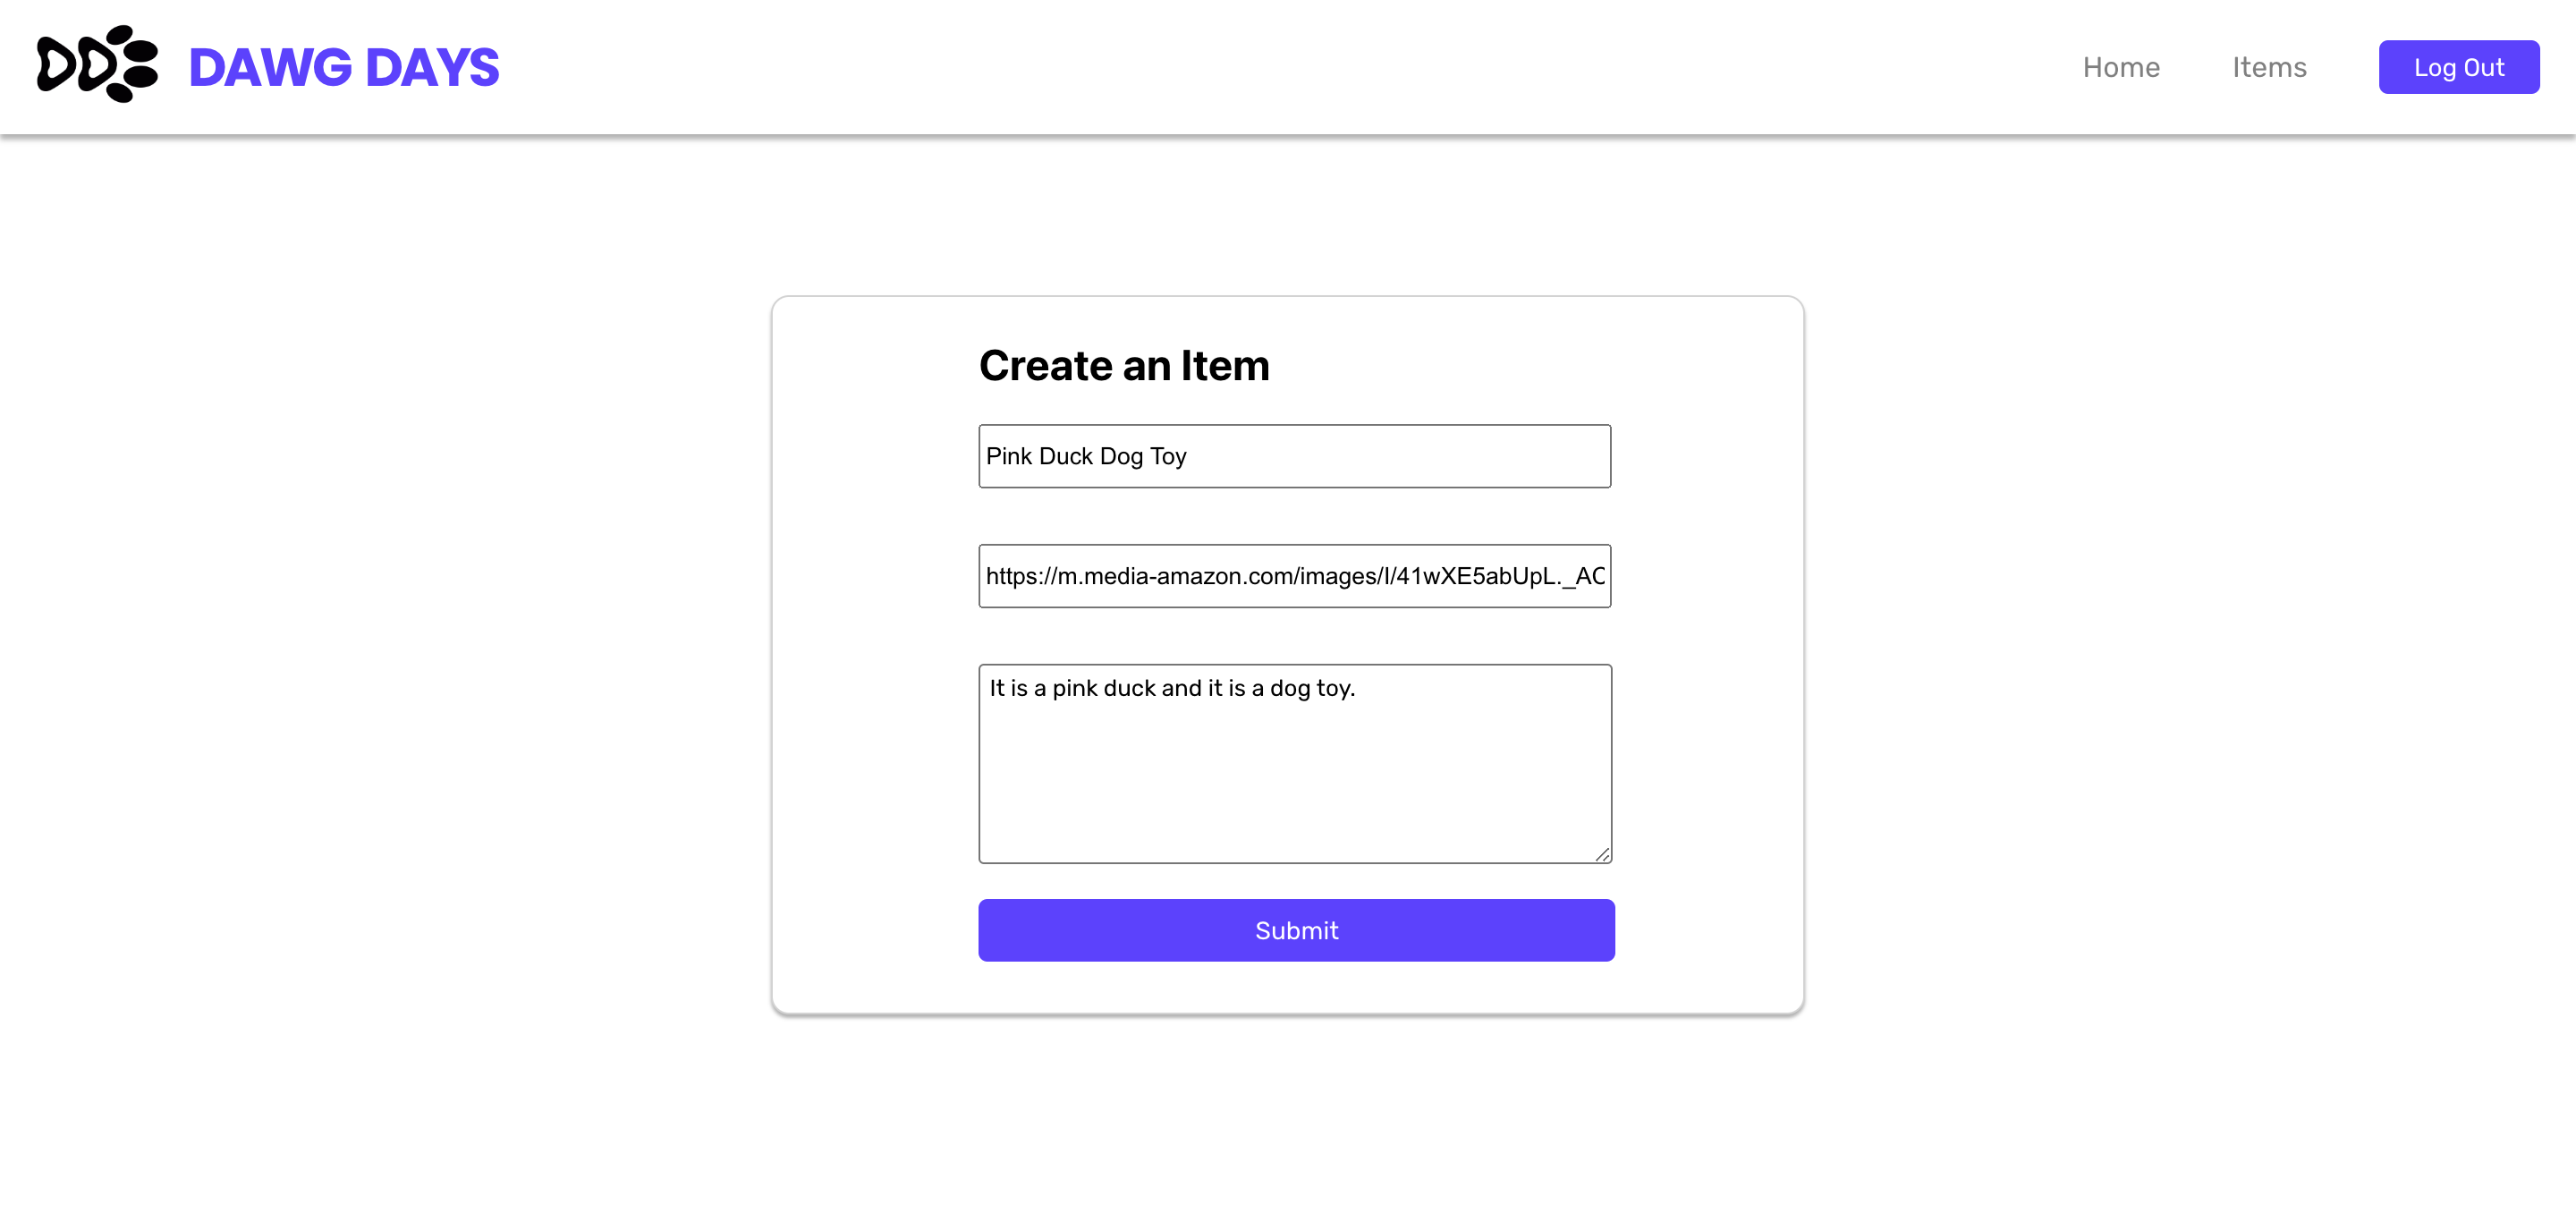 DD
DAWG DAYS
Home
Items
Log Out
Create an Item
Pink Duck Dog Toy
https://m.media-amazon.com/images/I/41wXE5abUpL._AC
It is a pink duck and it is a dog toy.
Submit